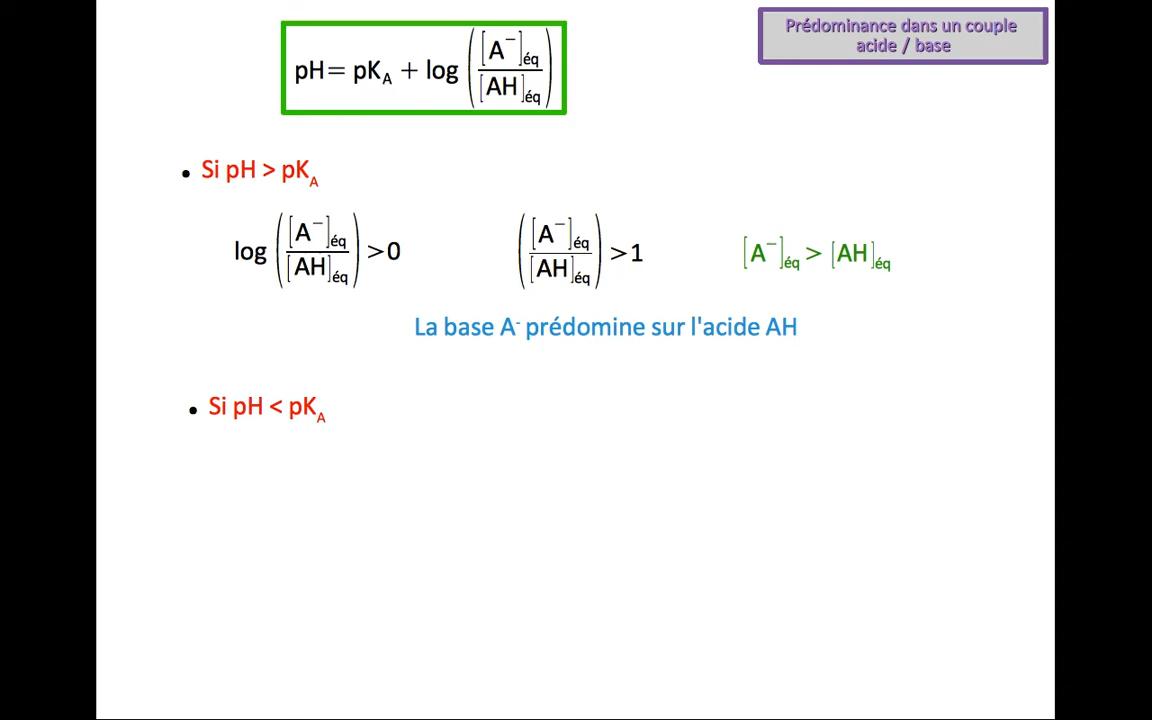 Prédominance dans un couple
acide / base
pH= pK_A + log ([A⁻]éq / [AH]éq)
• Si pH > pK_A
log ([A⁻]éq / [AH]éq) >0 ([A⁻]éq / [AH]éq) >1 [A⁻]éq > [AH]éq
La base A⁻ prédomine sur l'acide AH
• Si pH < pK_A